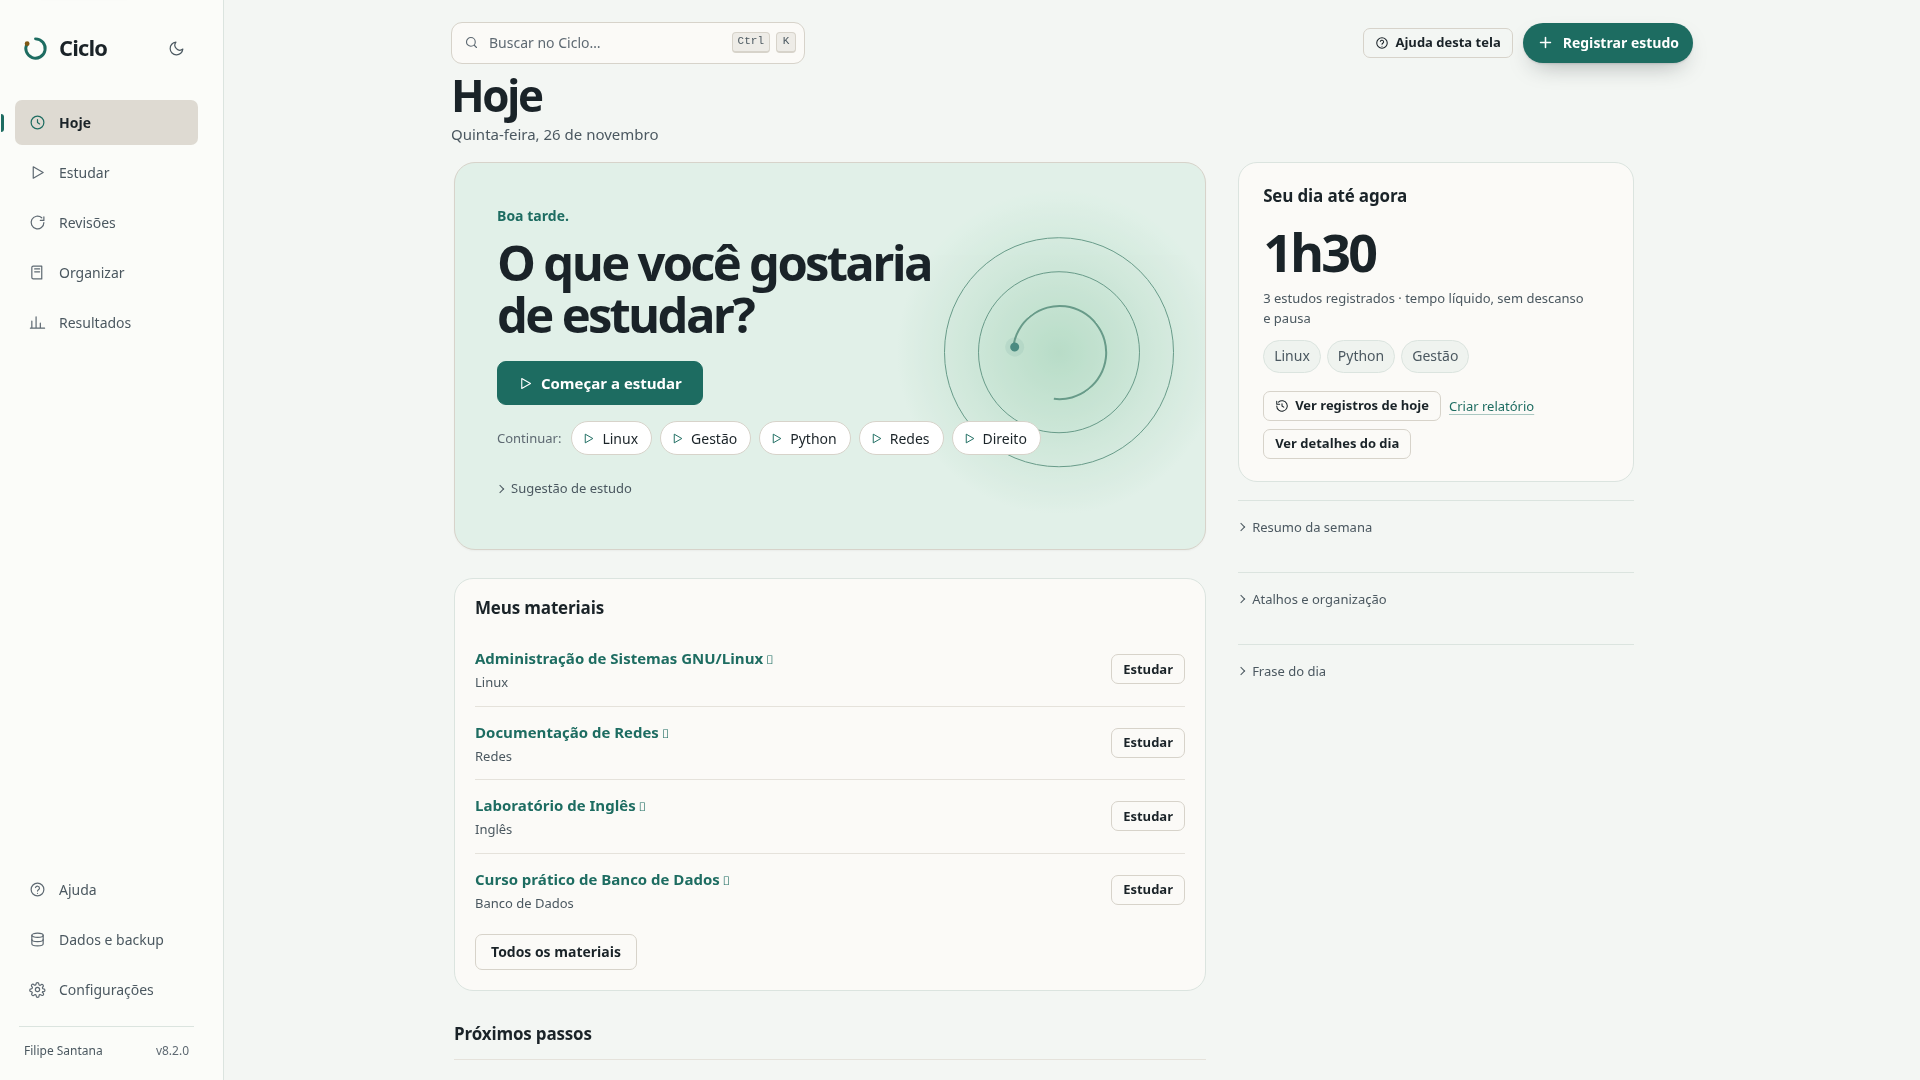 Ciclo
Hoje
Estudar
Revisões
Organizar
Resultados
Ajuda
Dados e backup
Configurações
Filipe Santana
v8.2.0
Buscar no Ciclo...
Ctrl
K
Ajuda desta tela
Registrar estudo
Hoje
Quinta-feira, 26 de novembro
Boa tarde.
O que você gostaria
de estudar?
Começar a estudar
Continuar:
Linux
Gestão
Python
Redes
Direito
Sugestão de estudo
Meus materiais
Administração de Sistemas GNU/Linux
Linux
Estudar
Documentação de Redes
Redes
Estudar
Laboratório de Inglês
Inglês
Estudar
Curso prático de Banco de Dados
Banco de Dados
Estudar
Todos os materiais
Próximos passos
Seu dia até agora
1h30
3 estudos registrados · tempo líquido, sem descanso
e pausa
Linux
Python
Gestão
Ver registros de hoje
Criar relatório
Ver detalhes do dia
Resumo da semana
Atalhos e organização
Frase do dia